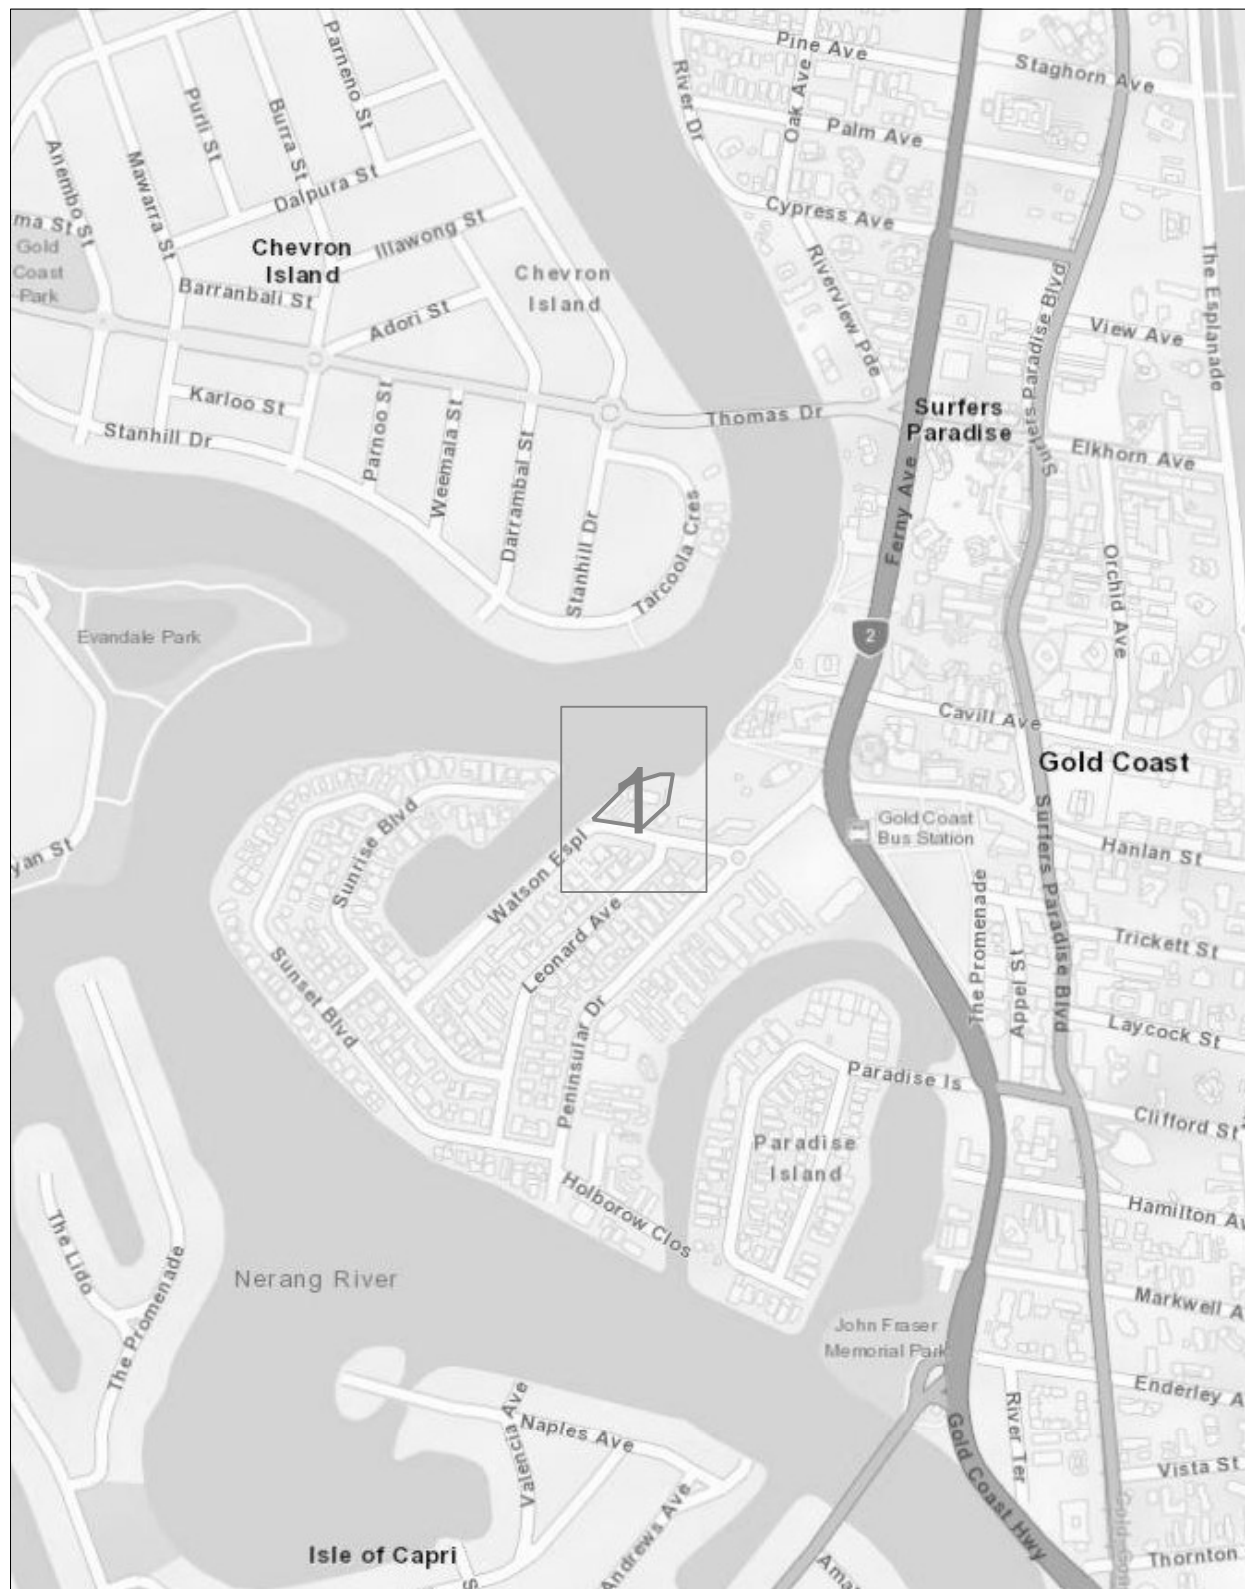 Pine Ave
Staghorn Ave
Parneno St
River Dr
Oak Ave
Purli St
Burra St
Palm Ave
Anembo St
Mawarra St
Dalpura St
Cypress Ave
ma St
Gold
Coast
Park
Chevron
Island
Illawong St
Chevron
Island
Barranbali St
Adori St
Riverview Pde
The Esplanade
View Ave
Surfers Paradise Blvd
Karloo St
Thomas Dr
Surfers
Paradise
Stanhill Dr
Parnoo St
Weemala St
Darrambal St
Elkhorn Ave
Ferny Ave
Stanhill Dr
Tarcoola Cres
Orchid Ave
Evandale Park
2
Cavill Ave
Gold Coast
1
Sunrise Blvd
Watson Espl
Gold Coast
Bus Station
Hanlan St
yan St
Surfers Paradise Blvd
Leonard Ave
The Promenade
Trickett St
Sunset Blvd
Appel St
Peninsular Dr
Laycock St
Paradise Is
Clifford St
Paradise
Island
Holborow Clos
Hamilton Av
The Lido
The Promenade
Nerang River
Markwell A
John Fraser
Memorial Park
Enderley A
Naples Ave
Valencia Ave
River Ter
Gold Coast Hwy
Vista St
Andrews Ave
Isle of Capri
Thornton
S
Ama